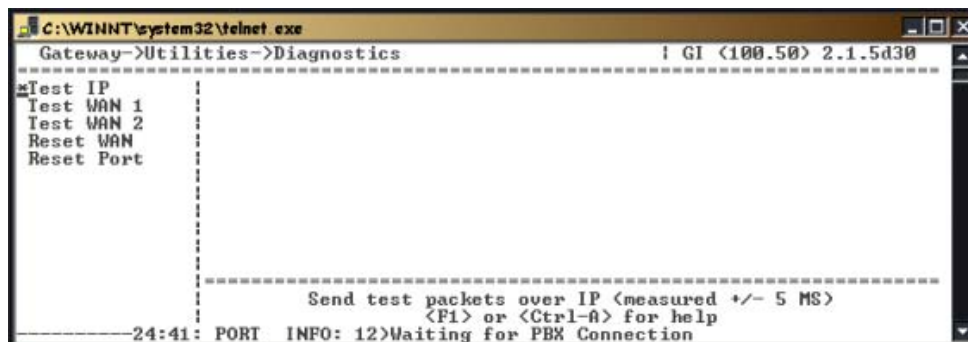 C:\WINNT\system32\telnet.exe
Gateway->Utilities->Diagnostics ¦ GI (100.50) 2.1.5d30
*Test IP
Test WAN 1
Test WAN 2
Reset WAN
Reset Port
Send test packets over IP (measured +/- 5 MS)
<F1> or <Ctrl-A> for help
----------24:41: PORT INFO: 12)Waiting for PBX Connection